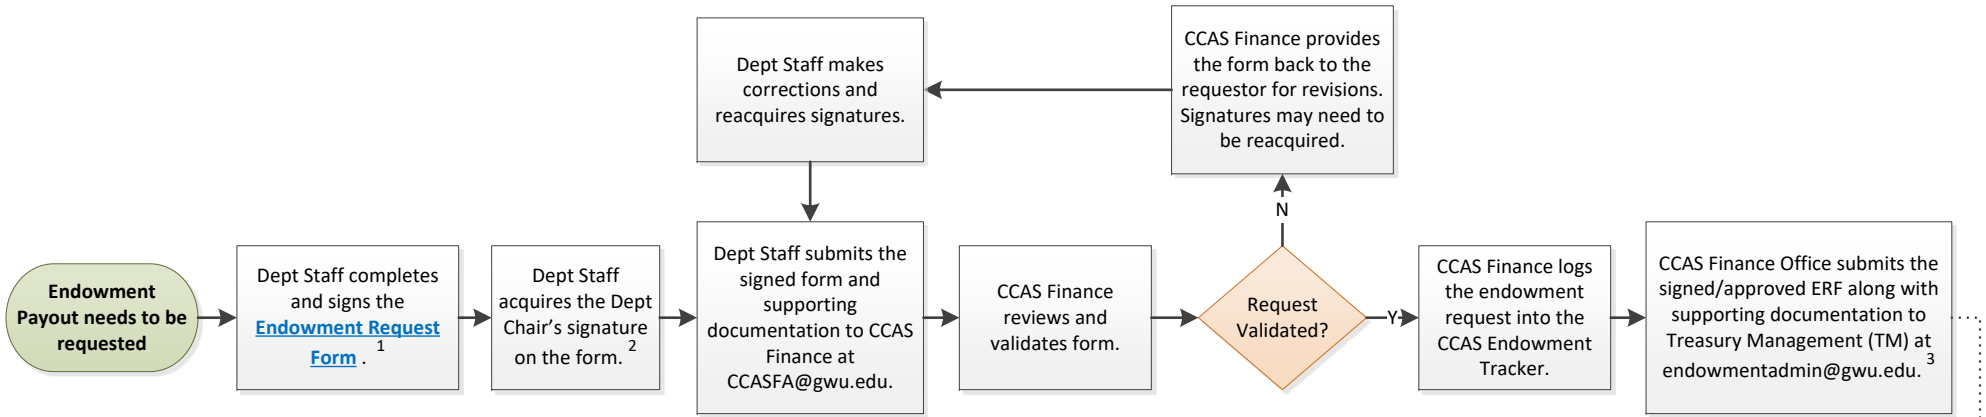 Dept Staff makes
corrections and
reacquires signatures.
CCAS Finance provides
the form back to the
requestor for revisions.
Signatures may need to
be reacquired.
N
Endowment
Payout needs to be
requested
Dept Staff completes
and signs the
Endowment Request
Form . 1
Dept Staff
acquires the Dept
Chair's signature
on the form. 2
Dept Staff submits the
signed form and
supporting
documentation to CCAS
Finance at
CCASFA@gwu.edu.
CCAS Finance
reviews and
validates form.
Request
Validated?
Y
CCAS Finance logs
the endowment
request into the
CCAS Endowment
Tracker.
CCAS Finance Office submits the
signed/approved ERF along with
supporting documentation to
Treasury Management (TM) at
endowmentadmin@gwu.edu. 3